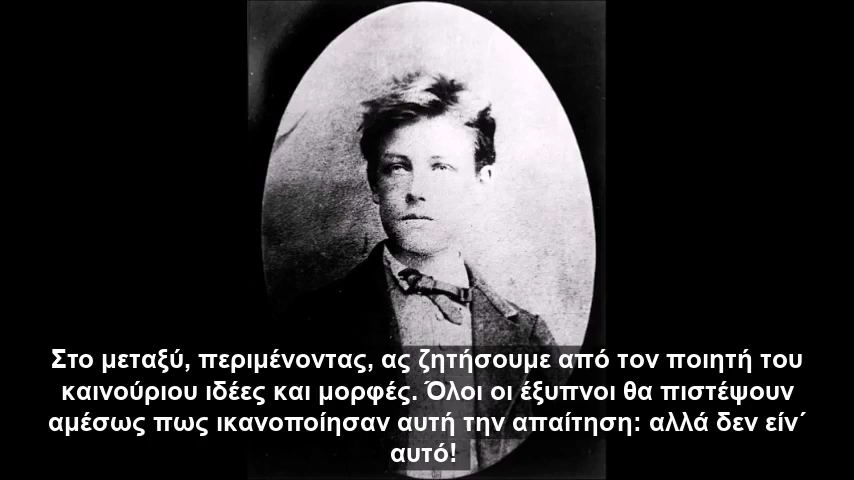 Στο μεταξύ, περιμένοντας, ας ζητήσουμε από τον ποιητή του
καινούριου ιδέες και μορφές. Όλοι οι έξυπνοι θα πιστέψουν
αμέσως πως ικανοποίησαν αυτή την απαίτηση: αλλά δεν είν΄
αυτό!